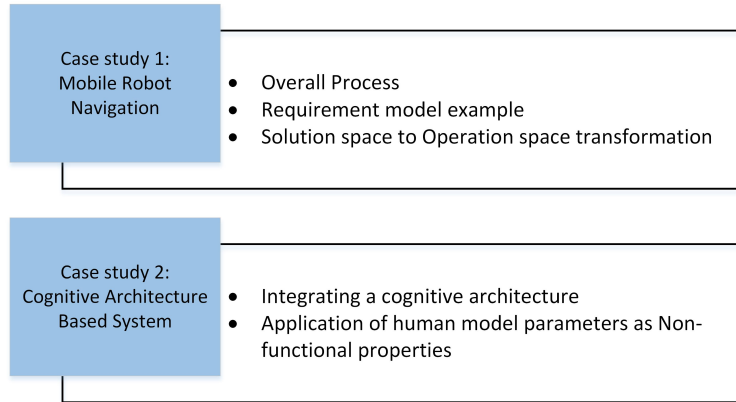 Case study 1:
Mobile Robot
Navigation
• Overall Process
• Requirement model example
• Solution space to Operation space transformation
Case study 2:
Cognitive Architecture
Based System
• Integrating a cognitive architecture
• Application of human model parameters as Non-
functional properties